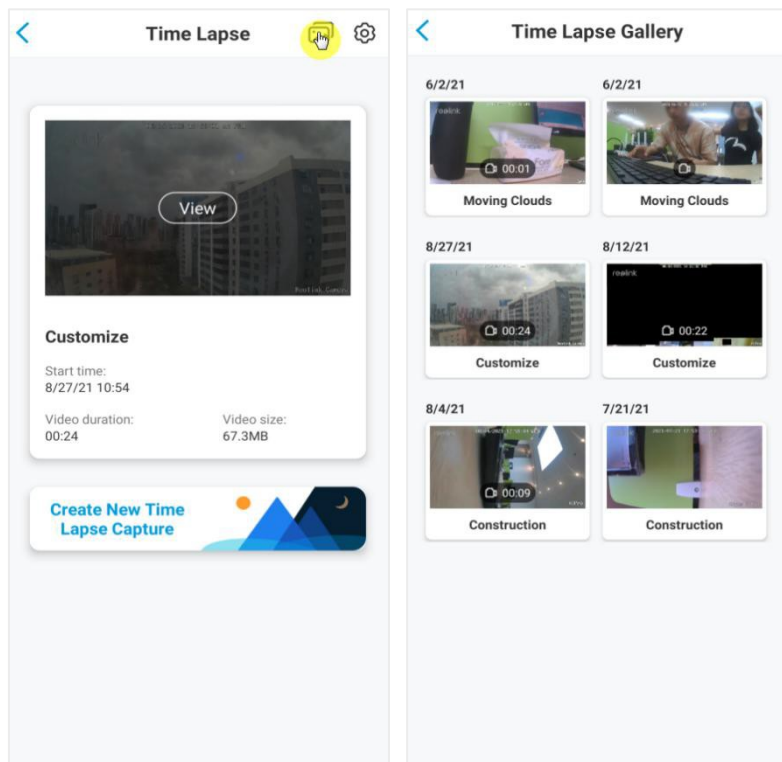 Time Lapse
View
Customize
Start time:
8/27/21 10:54
Video duration:
Video size:
00:24
67.3MB
Create New Time
Lapse Capture
Time Lapse Gallery
6/2/21
6/2/21
reolink
00:01
Moving Clouds
Moving Clouds
8/27/21
8/12/21
reolink
00:24
00:22
Customize
Customize
8/4/21
7/21/21
00:09
Construction
Construction